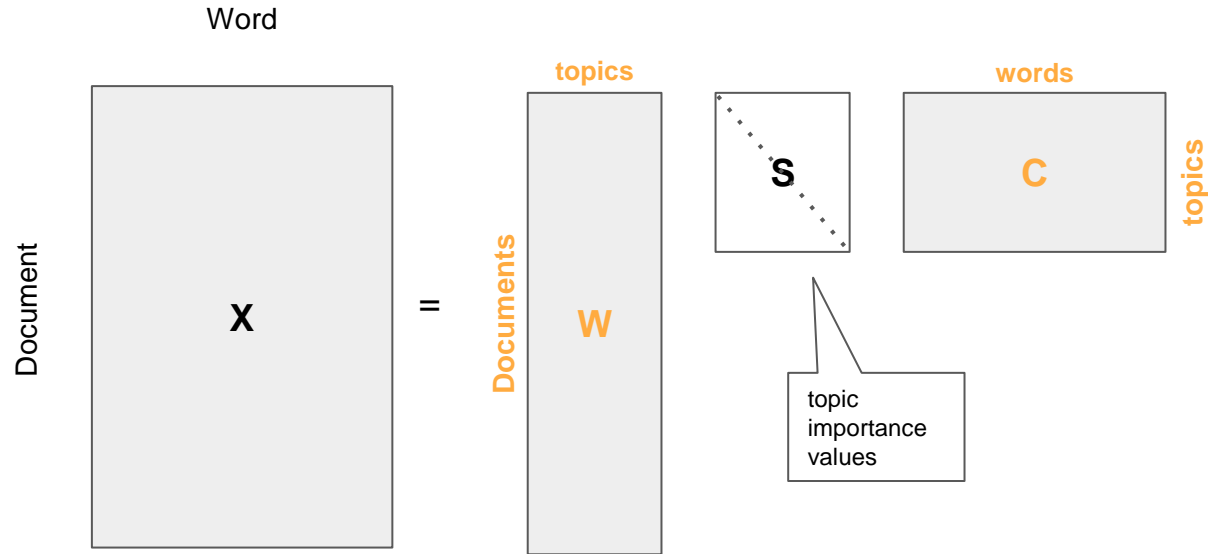 Word
topics
words
Document
X
=
Documents
W
S
C
topics
topic
importance
values